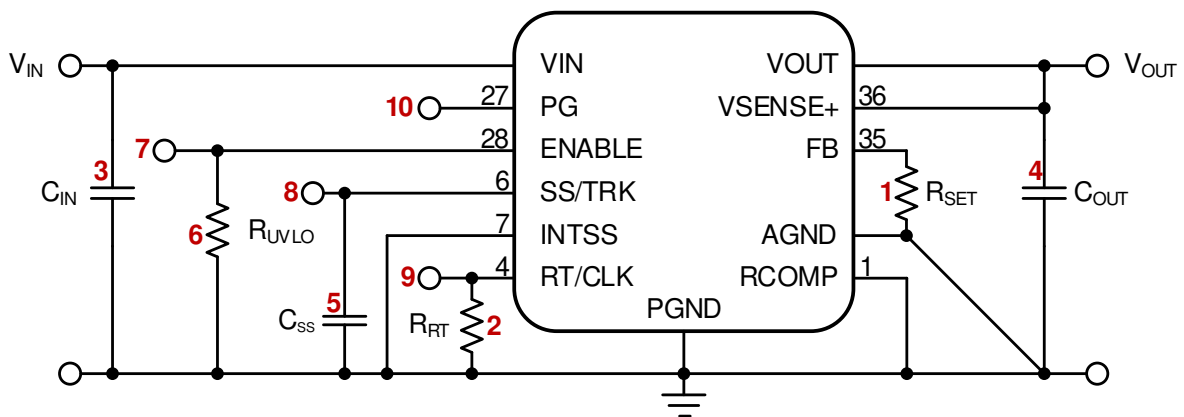 VIN VIN VOUT VOUT
10 27 PG VSENSE+ 36
7 28 ENABLE FB 35
3 CIN 8 6 SS/TRK 1 RSET 4 COUT
6 RUVLO 7 INTSS AGND
9 4 RT/CLK RCOMP 1
5 CSS RRT 2 PGND